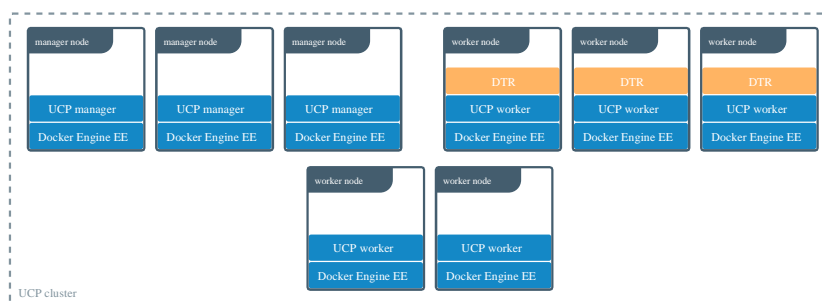 manager node
manager node
manager node
worker node
worker node
worker node
DTR
DTR
DTR
UCP manager
UCP manager
UCP manager
UCP worker
UCP worker
UCP worker
Docker Engine EE
Docker Engine EE
Docker Engine EE
Docker Engine EE
Docker Engine EE
Docker Engine EE
worker node
worker node
UCP worker
UCP worker
Docker Engine EE
Docker Engine EE
UCP cluster